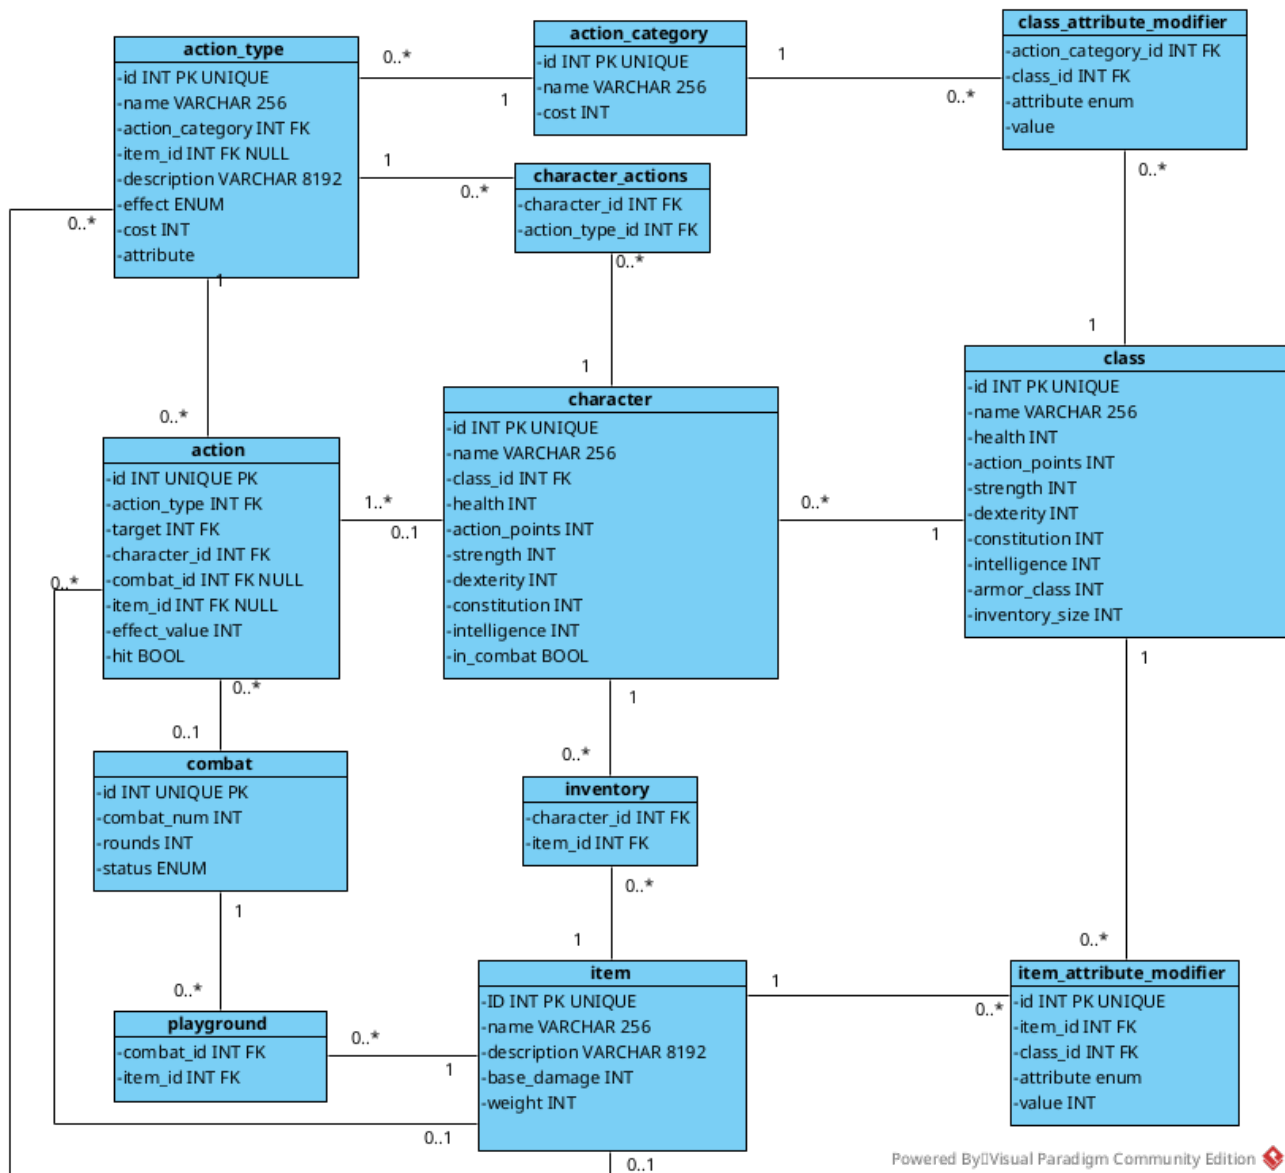 action_type
-id INT PK UNIQUE
-name VARCHAR 256
-action_category INT FK
-item_id INT FK NULL
-description VARCHAR 8192
-effect ENUM
-cost INT
-attribute
0..*
1
action_category
-id INT PK UNIQUE
-name VARCHAR 256
-cost INT
1
0..*
class_attribute_modifier
-action_category_id INT FK
-class_id INT FK
-attribute enum
-value
1
0..*
character_actions
-character_id INT FK
-action_type_id INT FK
0..*
0..*
0..*
1
1
1
0..*
action
-id INT UNIQUE PK
-action_type INT FK
-target INT FK
-character_id INT FK
-combat_id INT FK NULL
-item_id INT FK NULL
-effect_value INT
-hit BOOL
1..*
0..1
character
-id INT PK UNIQUE
-name VARCHAR 256
-class_id INT FK
-health INT
-action_points INT
-strength INT
-dexterity INT
-constitution INT
-intelligence INT
-in_combat BOOL
0..*
1
class
-id INT PK UNIQUE
-name VARCHAR 256
-health INT
-action_points INT
-strength INT
-dexterity INT
-constitution INT
-intelligence INT
-armor_class INT
-inventory_size INT
0..*
0..*
0..1
1
0..*
1
combat
-id INT UNIQUE PK
-combat_num INT
-rounds INT
-status ENUM
inventory
-character_id INT FK
-item_id INT FK
1
0..*
0..*
1
0..*
playground
-combat_id INT FK
-item_id INT FK
0..*
1
item
-ID INT PK UNIQUE
-name VARCHAR 256
-description VARCHAR 8192
-base_damage INT
-weight INT
1
0..*
item_attribute_modifier
-id INT PK UNIQUE
-item_id INT FK
-class_id INT FK
-attribute enum
-value INT
0..1
0..1
Powered By▯Visual Paradigm Community Edition